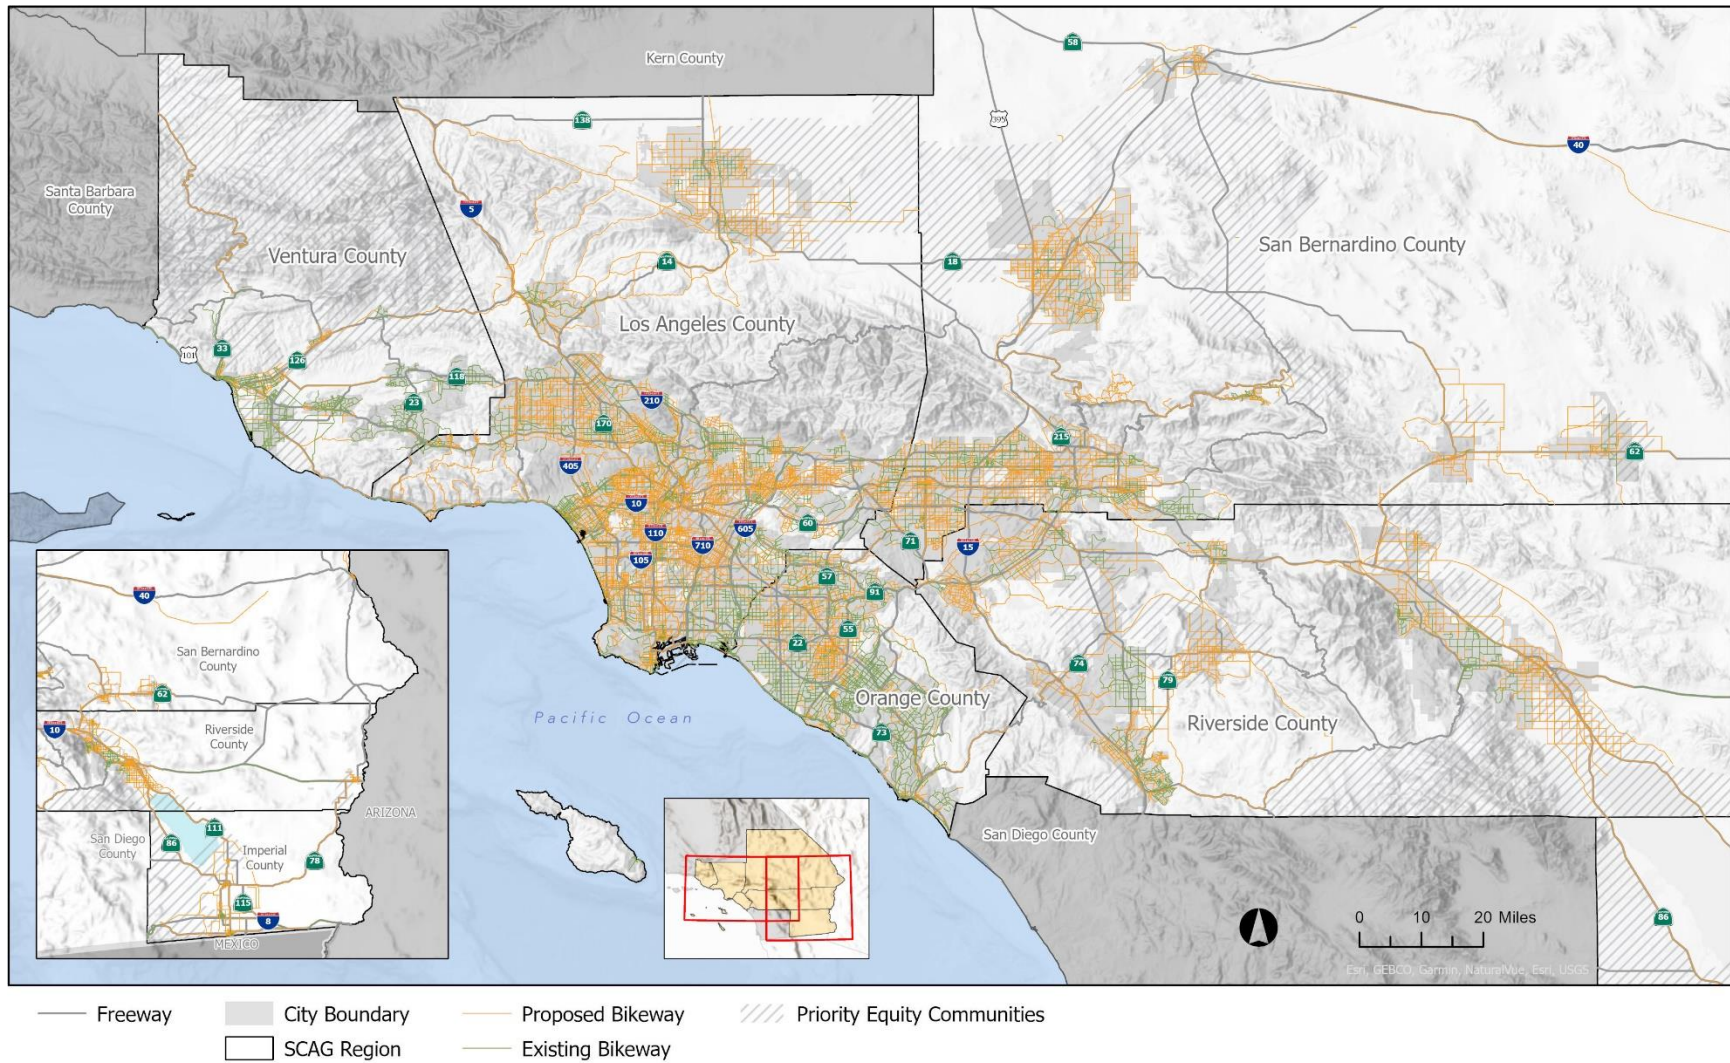 Kern County
58
395
138
40
Santa Barbara
County
5
San Bernardino County
Ventura County
14
18
Los Angeles County
33
101
126
118
23
210
170
215
62
405
10
110
605
60
71
15
105
710
57
91
55
22
74
79
Orange County
Riverside County
73
Pacific Ocean
San Diego County
86
40
San Bernardino
County
62
Riverside
County
10
ARIZONA
San Diego
County
111
86
Imperial
County
78
115
8
MEXICO
0 10 20 Miles
Esri, GEBCO, Garmin, NaturalVue, Esri, USGS
Freeway
City Boundary
Proposed Bikeway
Priority Equity Communities
SCAG Region
Existing Bikeway